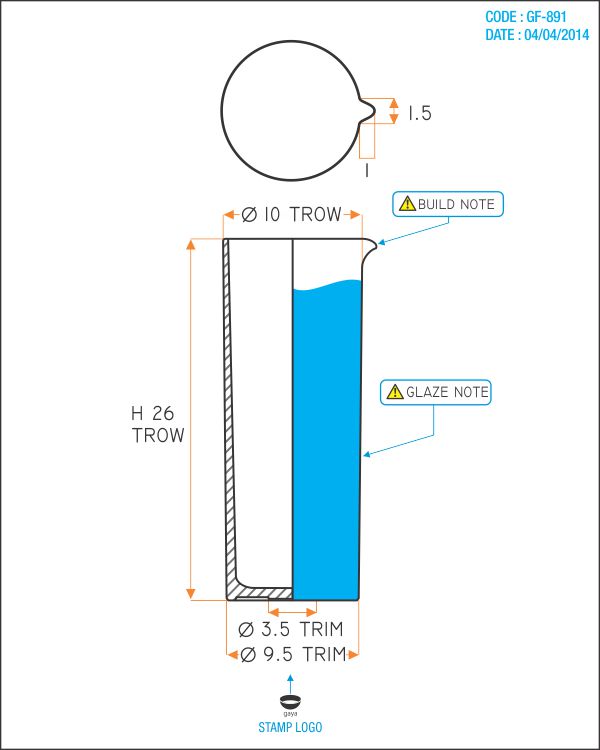 CODE : GF-891
DATE : 04/04/2014
1.5
1
Ø 10 TROW
BUILD NOTE
GLAZE NOTE
H 26
TROW
Ø 3.5 TRIM
Ø 9.5 TRIM
gaya
STAMP LOGO